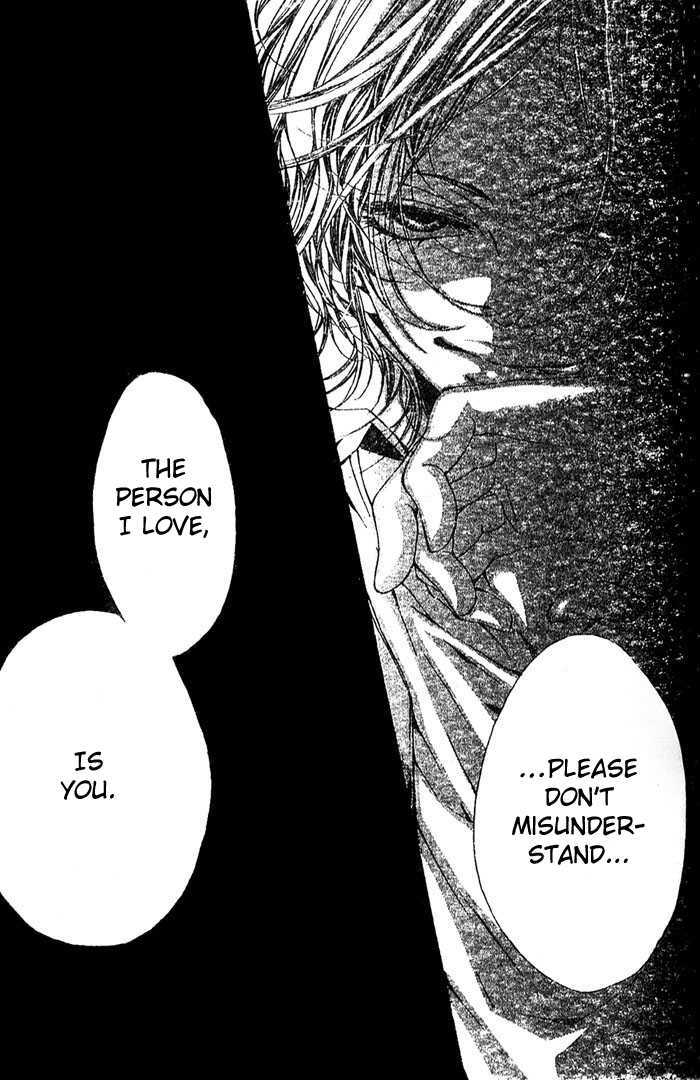 ...PLEASE
DON'T
MISUNDER-
STAND...
THE
PERSON
I LOVE,
IS
YOU.